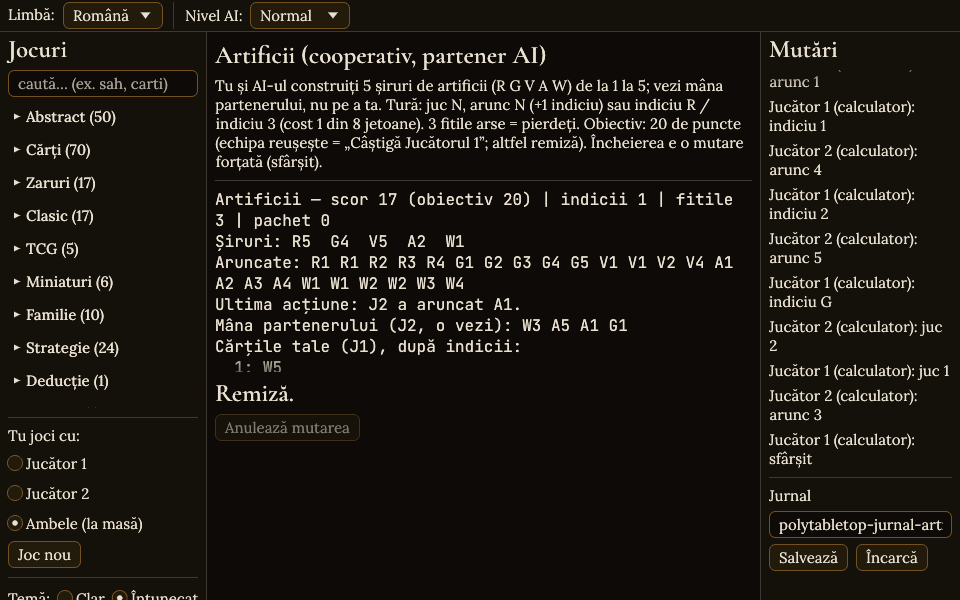 Limbă: Română Nivel AI: Normal
Jocuri
caută... (ex. sah, carti)
Abstract (50)
Cărți (70)
Zaruri (17)
Clasic (17)
TCG (5)
Miniaturi (6)
Familie (10)
Strategie (24)
Deducție (1)
Tu joci cu:
Jucător 1
Jucător 2
Ambele (la masă)
Joc nou
Temă: Clar Întunecat
Artificii (cooperativ, partener AI)
Tu și AI-ul construiți 5 șiruri de artificii (R G V A W) de la 1 la 5; vezi mâna
partenerului, nu pe a ta. Tură: juc N, arunc N (+1 indiciu) sau indiciu R /
indiciu 3 (cost 1 din 8 jetoane). 3 fitile arse = pierdeți. Obiectiv: 20 de puncte
(echipa reușește = „Câștigă Jucătorul 1”; altfel remiză). Încheierea e o mutare
forțată (sfârșit).
Artificii — scor 17 (obiectiv 20) | indicii 1 | fitile
3 | pachet 0
Șiruri: R5 G4 V5 A2 W1
Aruncate: R1 R1 R2 R3 R4 G1 G2 G3 G4 G5 V1 V1 V2 V4 A1
A2 A3 A4 W1 W1 W2 W2 W3 W4
Ultima acțiune: J2 a aruncat A1.
Mâna partenerului (J2, o vezi): W3 A5 A1 G1
Cărțile tale (J1), după indicii:
1: W5
Remiză.
Anulează mutarea
Mutări
arunc 1
Jucător 1 (calculator):
indiciu 1
Jucător 2 (calculator):
arunc 4
Jucător 1 (calculator):
indiciu 2
Jucător 2 (calculator):
arunc 5
Jucător 1 (calculator):
indiciu G
Jucător 2 (calculator): juc
2
Jucător 1 (calculator): juc 1
Jucător 2 (calculator):
arunc 3
Jucător 1 (calculator):
sfârșit
Jurnal
polytabletop-jurnal-art
Salvează Încarcă